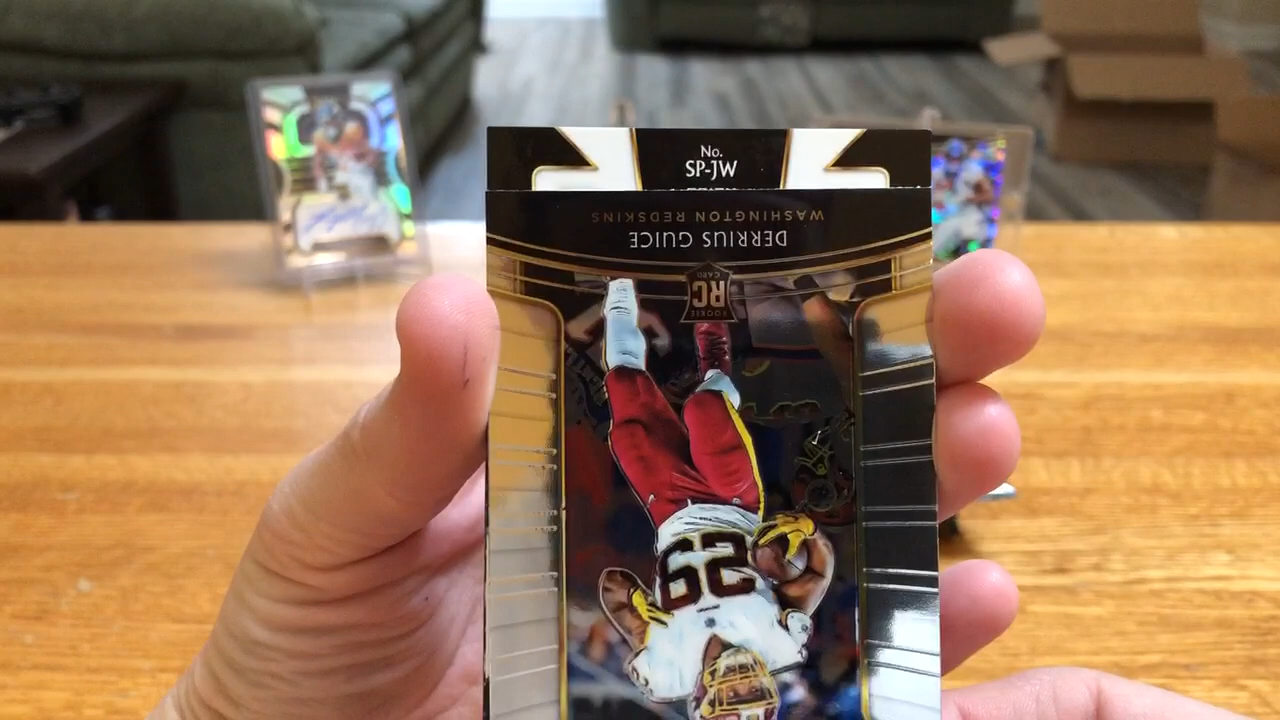 No.
SP-JW
WASHINGTON REDSKINS
DERRIUS GUICE
CARD
RC
ROOKIE
29